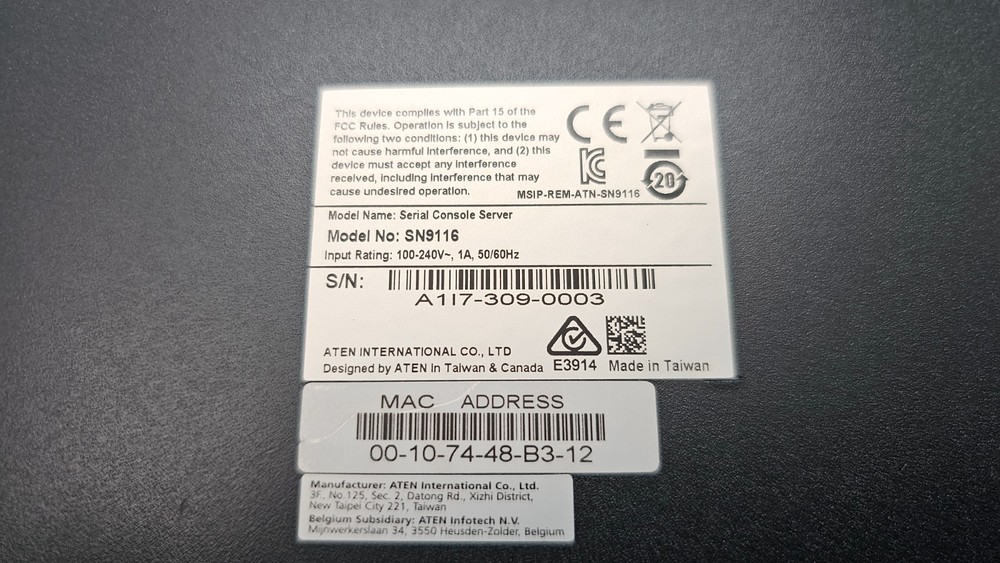 This device complies with Part 15 of the
FCC Rules. Operation is subject to the
following two conditions: (1) this device may
not cause harmful interference, and (2) this
device must accept any interference
received, including interference that may
cause undesired operation.
CE
20
MSIP-REM-ATN-SN9116
Model Name: Serial Console Server
Model No: SN9116
Input Rating: 100-240V~, 1A, 50/60Hz
S/N:
A1I7-309-0003
ATEN INTERNATIONAL CO., LTD
Designed by ATEN in Taiwan & Canada
E3914
Made in Taiwan
MAC ADDRESS
00-10-74-48-B3-12
Manufacturer: ATEN International Co., Ltd.
3F, No.125, Sec. 2, Datong Rd., Xizhi District,
New Taipei City 221, Taiwan
Belgium Subsidiary: ATEN Infotech N.V.
Mijnwerkerslaan 34, 3550 Heusden-Zolder, Belgium